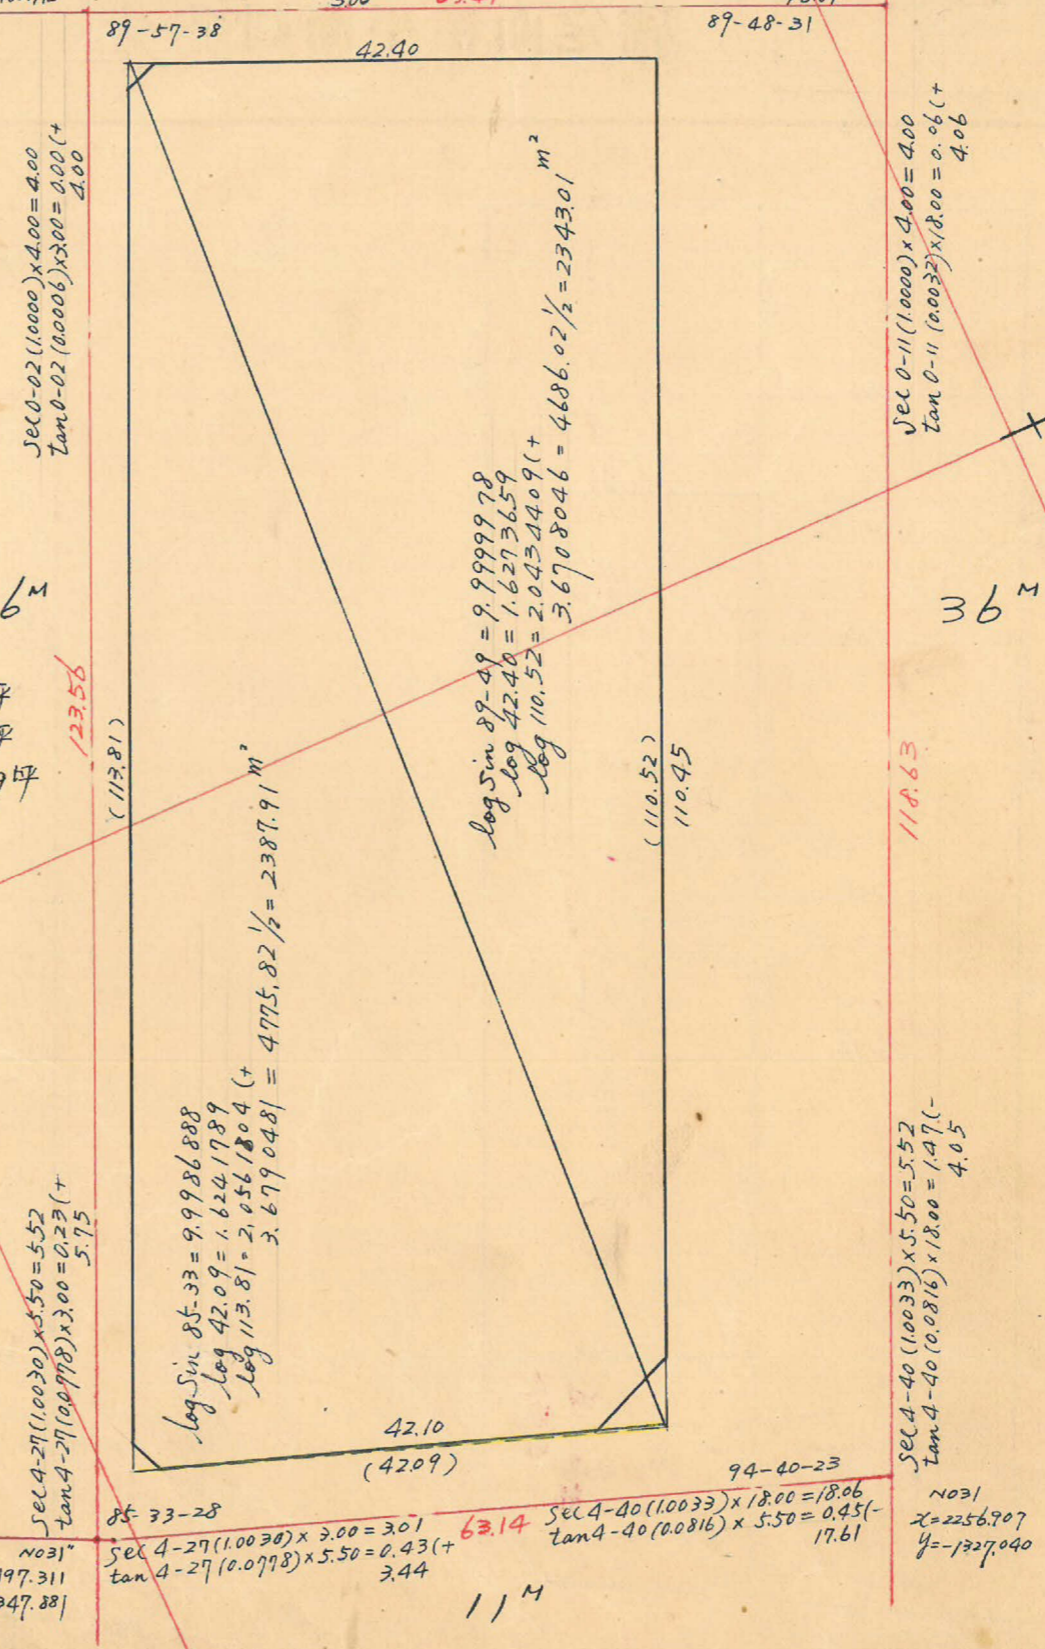 89-57-38
42.40
89-48-31
sec 0-02 (1.0000) x 4.00 = 4.00
tan 0-02 (0.0006) x 3.00 = 0.00 (+
4.00
sec 0-11 (1.0000) x 4.00 = 4.00
tan 0-11 (0.0032) x 18.00 = 0.06 (+
4.06
log sin 89-49 = 9.9999978
log 42.40 = 1.6273659
log 110.52 = 2.0434409 (+
3.6708046 = 4686.02 1/2 = 2343.01 m²
6ᴹ
36ᴹ
坪
123.56
(113.81)
(110.52)
110.45
118.63
log sin 85-33 = 9.9986888
log 42.09 = 1.6241789
log 113.81 = 2.0561804 (+
3.6790481 = 4775.82 1/2 = 2387.91 m²
sec 4-27 (1.0030) x 5.50 = 5.52
tan 4-27 (0.0778) x 3.00 = 0.23 (+
5.75
sec 4-40 (1.0033) x 5.50 = 5.52
tan 4-40 (0.0816) x 18.00 = 1.47 (-
4.05
42.10
(42.09)
94-40-23
85-33-28
sec 4-27 (1.0030) x 3.00 = 3.01
tan 4-27 (0.0778) x 5.50 = 0.43 (+
3.44
63.14
sec 4-40 (1.0033) x 18.00 = 18.06
tan 4-40 (0.0816) x 5.50 = 0.45 (-
17.61
NO31
x=2256.907
y=-1327.040
NO31"
97.311
347.881
11ᴹ